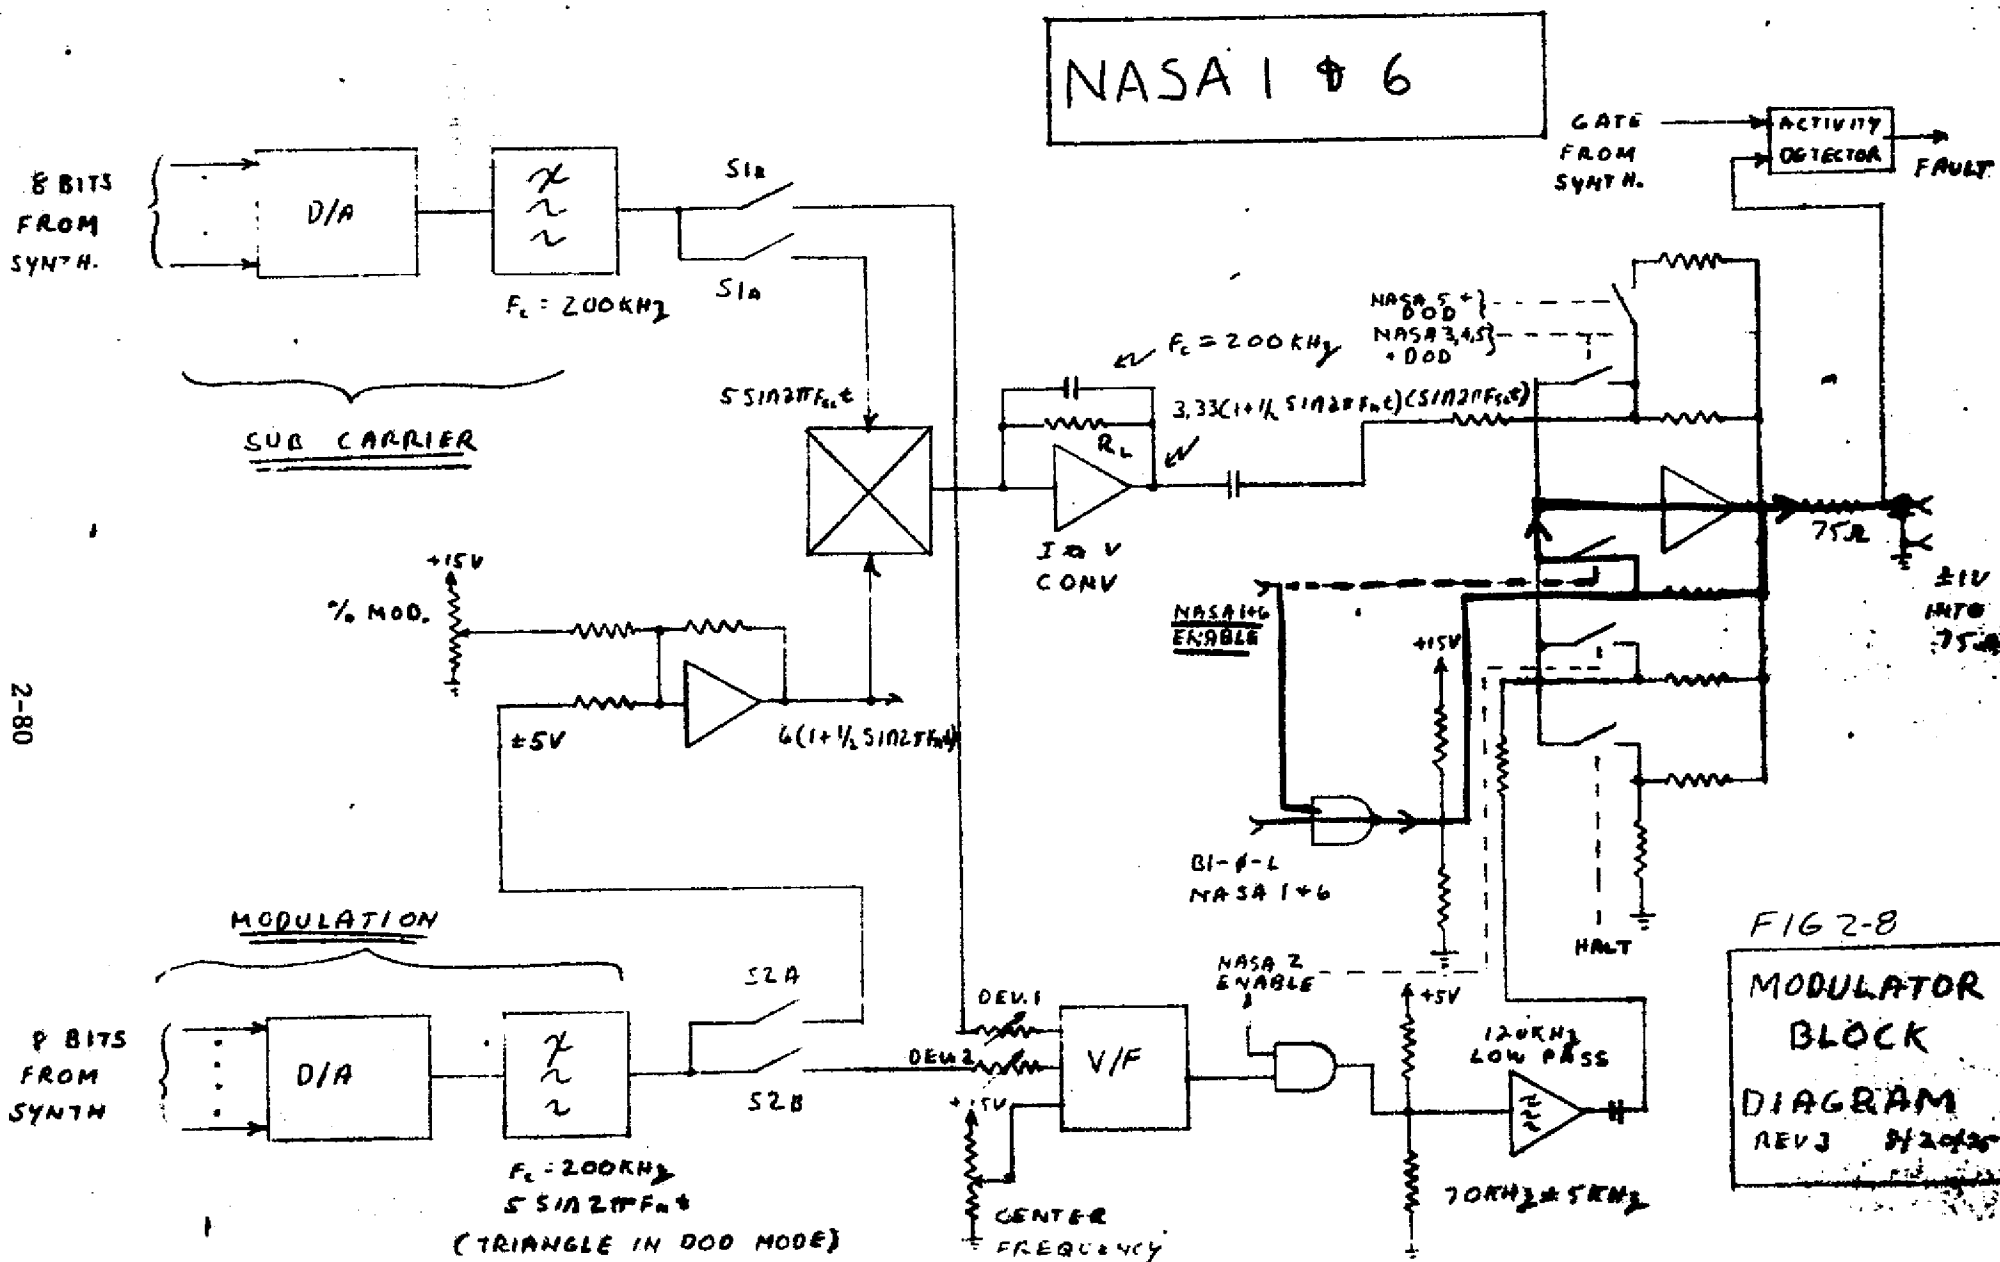 NASA 1 & 6
8 BITS
FROM
SYNTH.
D/A
Fc = 200KHz
S1B
S1A
SUB CARRIER
GATE
FROM
SYNTH.
ACTIVITY
DETECTOR
FAULT
NASA 5 +
DOD
NASA 3,4,5
+ DOD
Fc = 200KHz
5 SIN2πFsct
3.33(1+1/2 SIN2πFmt)(SIN2πFsct)
RL
I to V
CONV
75Ω
±1V
INTO
75Ω
+15V
% MOD.
±5V
6(1+1/2 SIN2πFmt)
NASA 1+6
ENABLE
+15V
BI-φ-L
NASA 1+6
HALT
2-80
MODULATION
8 BITS
FROM
SYNTH
D/A
Fc = 200KHz
5 SIN 2πFmt
(TRIANGLE IN DOD MODE)
S2A
S2B
DEV. 1
DEV. 2
V/F
+15V
CENTER
FREQUENCY
NASA 2
ENABLE
+5V
120KHz
LOW PASS
70KHz ± 5KHz
FIG 2-8
MODULATOR
BLOCK
DIAGRAM
REV 3